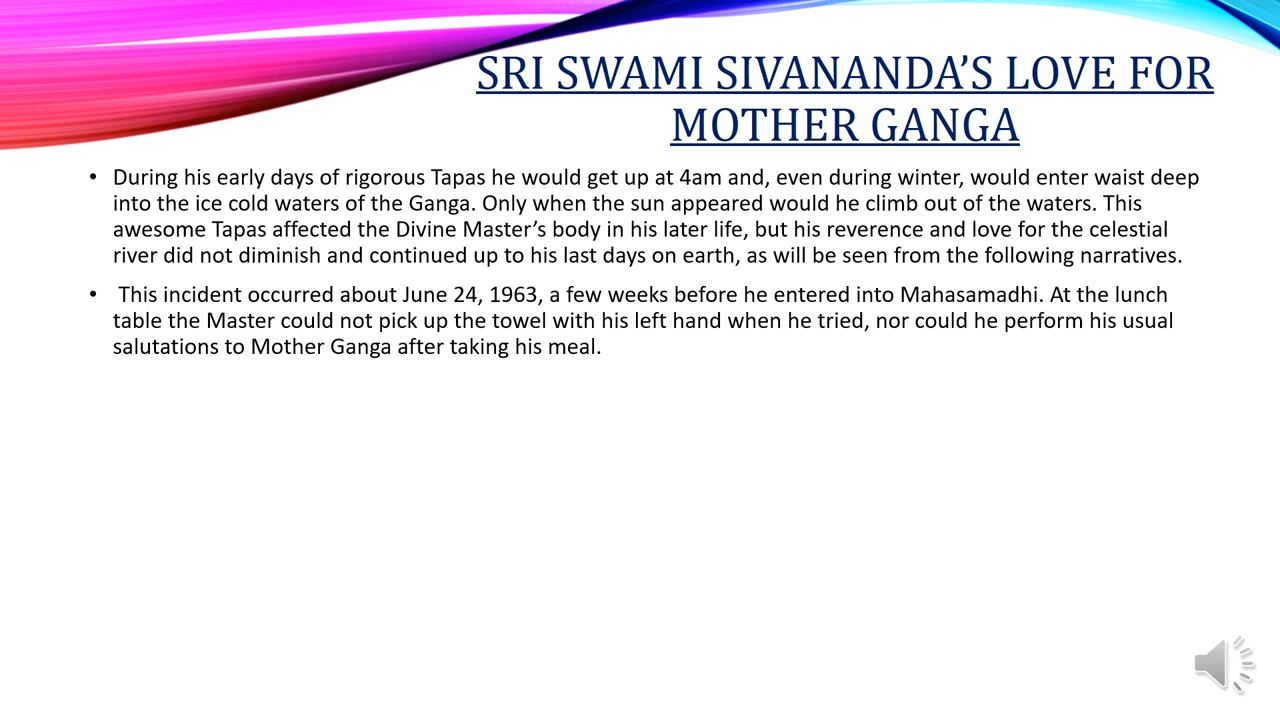 SRI SWAMI SIVANANDA’S LOVE FOR
MOTHER GANGA
• During his early days of rigorous Tapas he would get up at 4am and, even during winter, would enter waist deep
into the ice cold waters of the Ganga. Only when the sun appeared would he climb out of the waters. This
awesome Tapas affected the Divine Master’s body in his later life, but his reverence and love for the celestial
river did not diminish and continued up to his last days on earth, as will be seen from the following narratives.
• This incident occurred about June 24, 1963, a few weeks before he entered into Mahasamadhi. At the lunch
table the Master could not pick up the towel with his left hand when he tried, nor could he perform his usual
salutations to Mother Ganga after taking his meal.